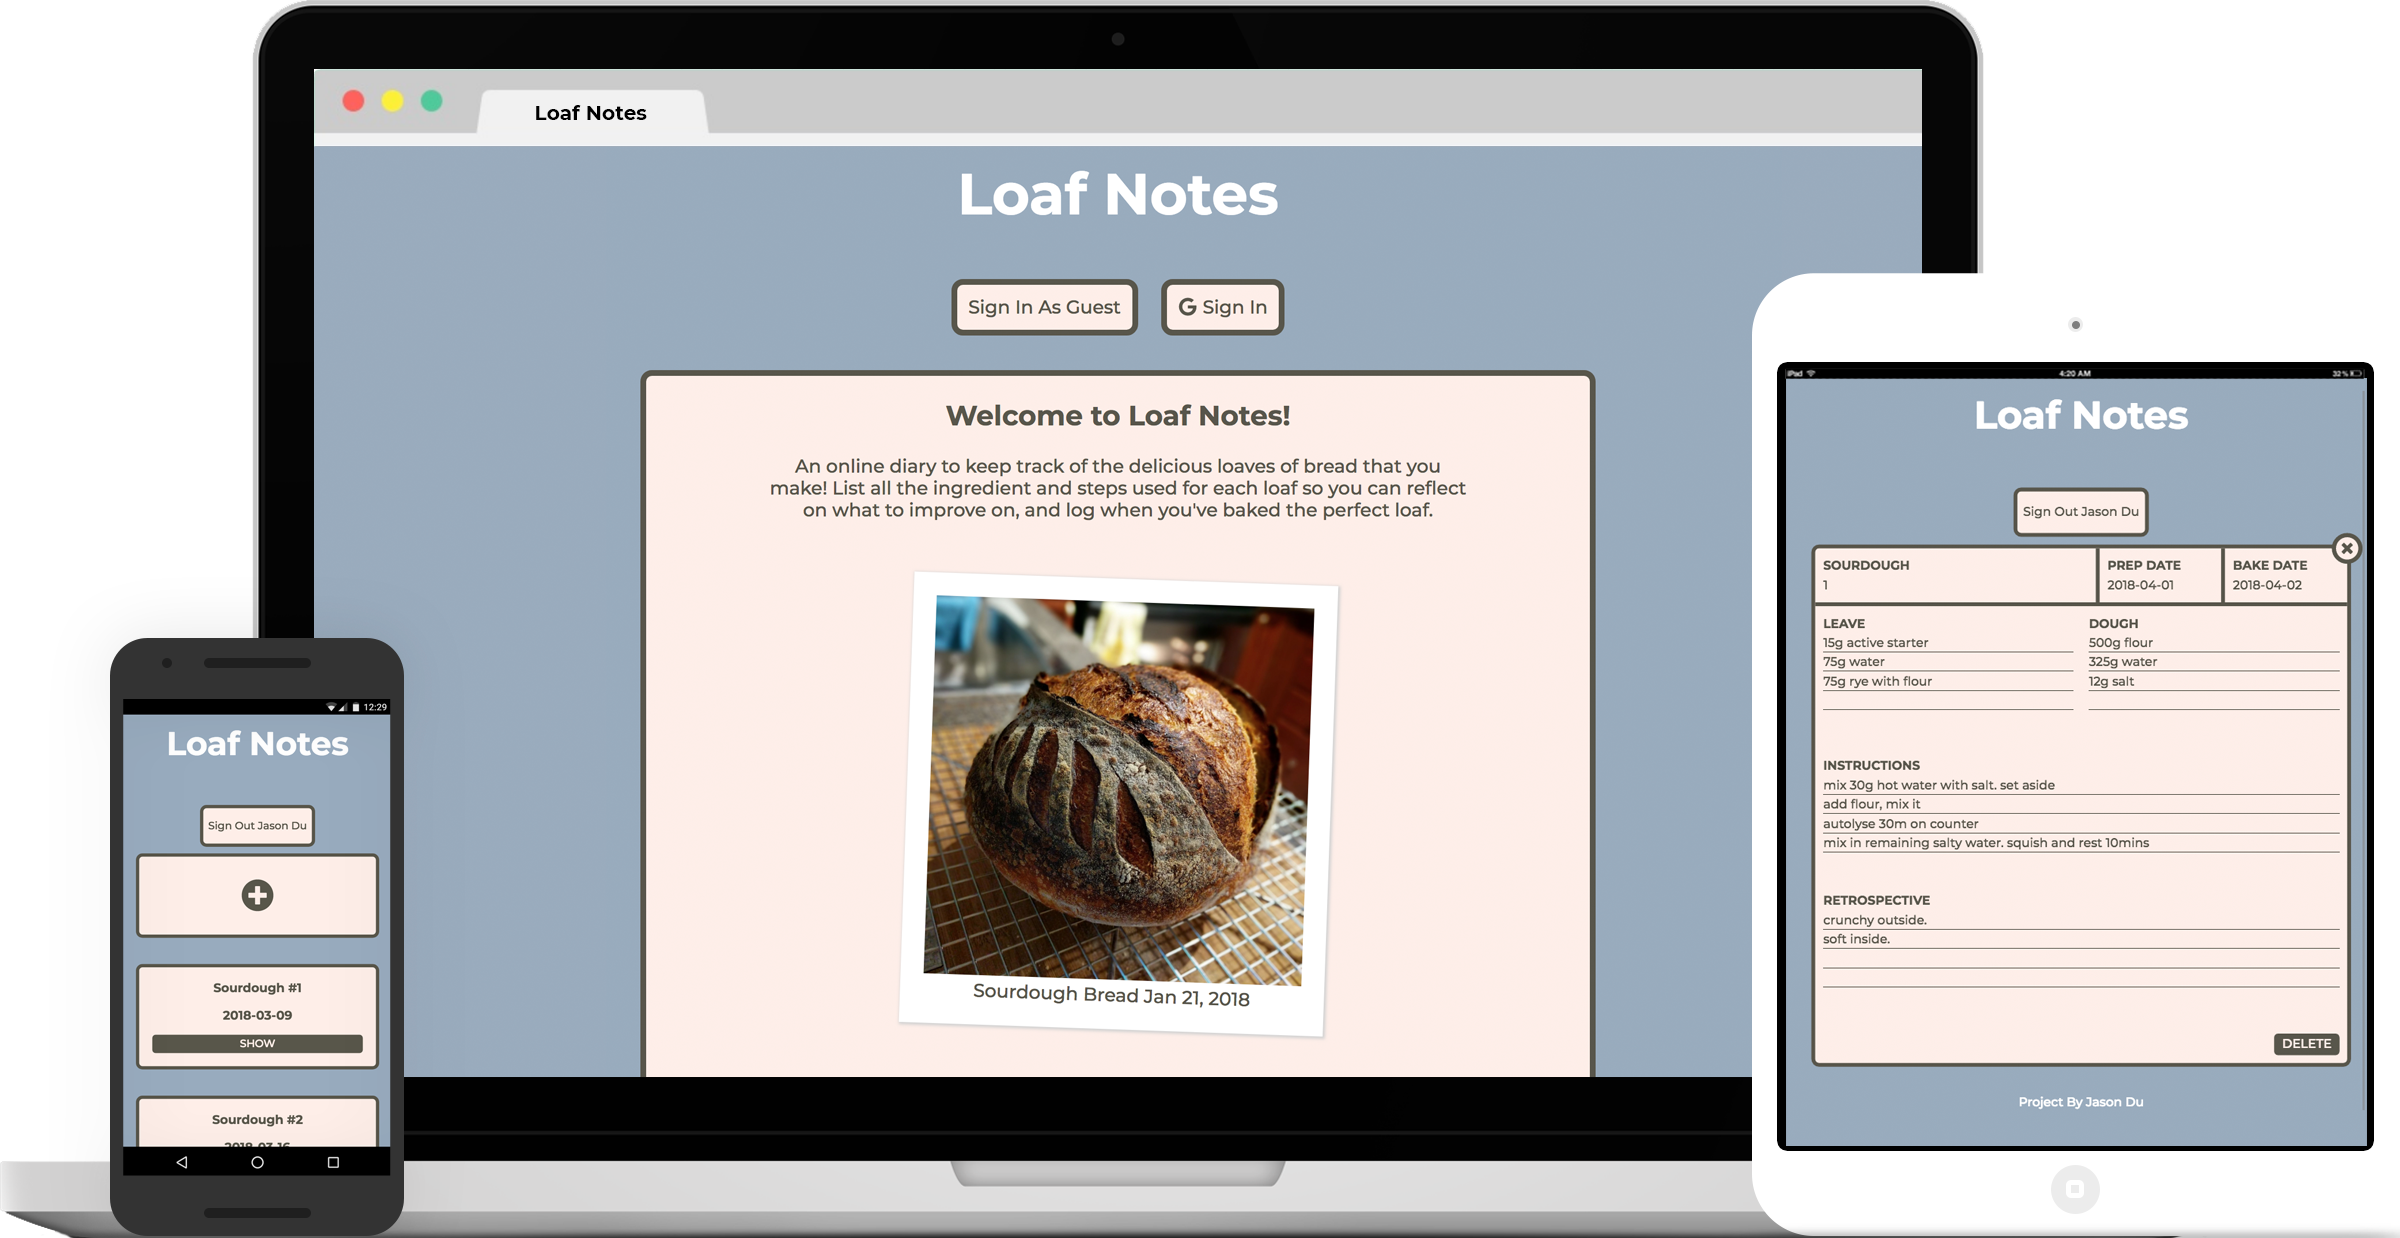 Loaf Notes
Loaf Notes
Sign In As Guest
G Sign In
Welcome to Loaf Notes!
An online diary to keep track of the delicious loaves of bread that you
make! List all the ingredient and steps used for each loaf so you can reflect
on what to improve on, and log when you've baked the perfect loaf.
Sourdough Bread Jan 21, 2018
12:29
Loaf Notes
Sign Out Jason Du
Sourdough #1
2018-03-09
SHOW
Sourdough #2
2018-03-16
iPad
4:20 AM
32%
Loaf Notes
Sign Out Jason Du
SOURDOUGH
1
PREP DATE
2018-04-01
BAKE DATE
2018-04-02
LEAVE
15g active starter
75g water
75g rye with flour
DOUGH
500g flour
325g water
12g salt
INSTRUCTIONS
mix 30g hot water with salt. set aside
add flour, mix it
autolyse 30m on counter
mix in remaining salty water. squish and rest 10mins
RETROSPECTIVE
crunchy outside.
soft inside.
DELETE
Project By Jason Du